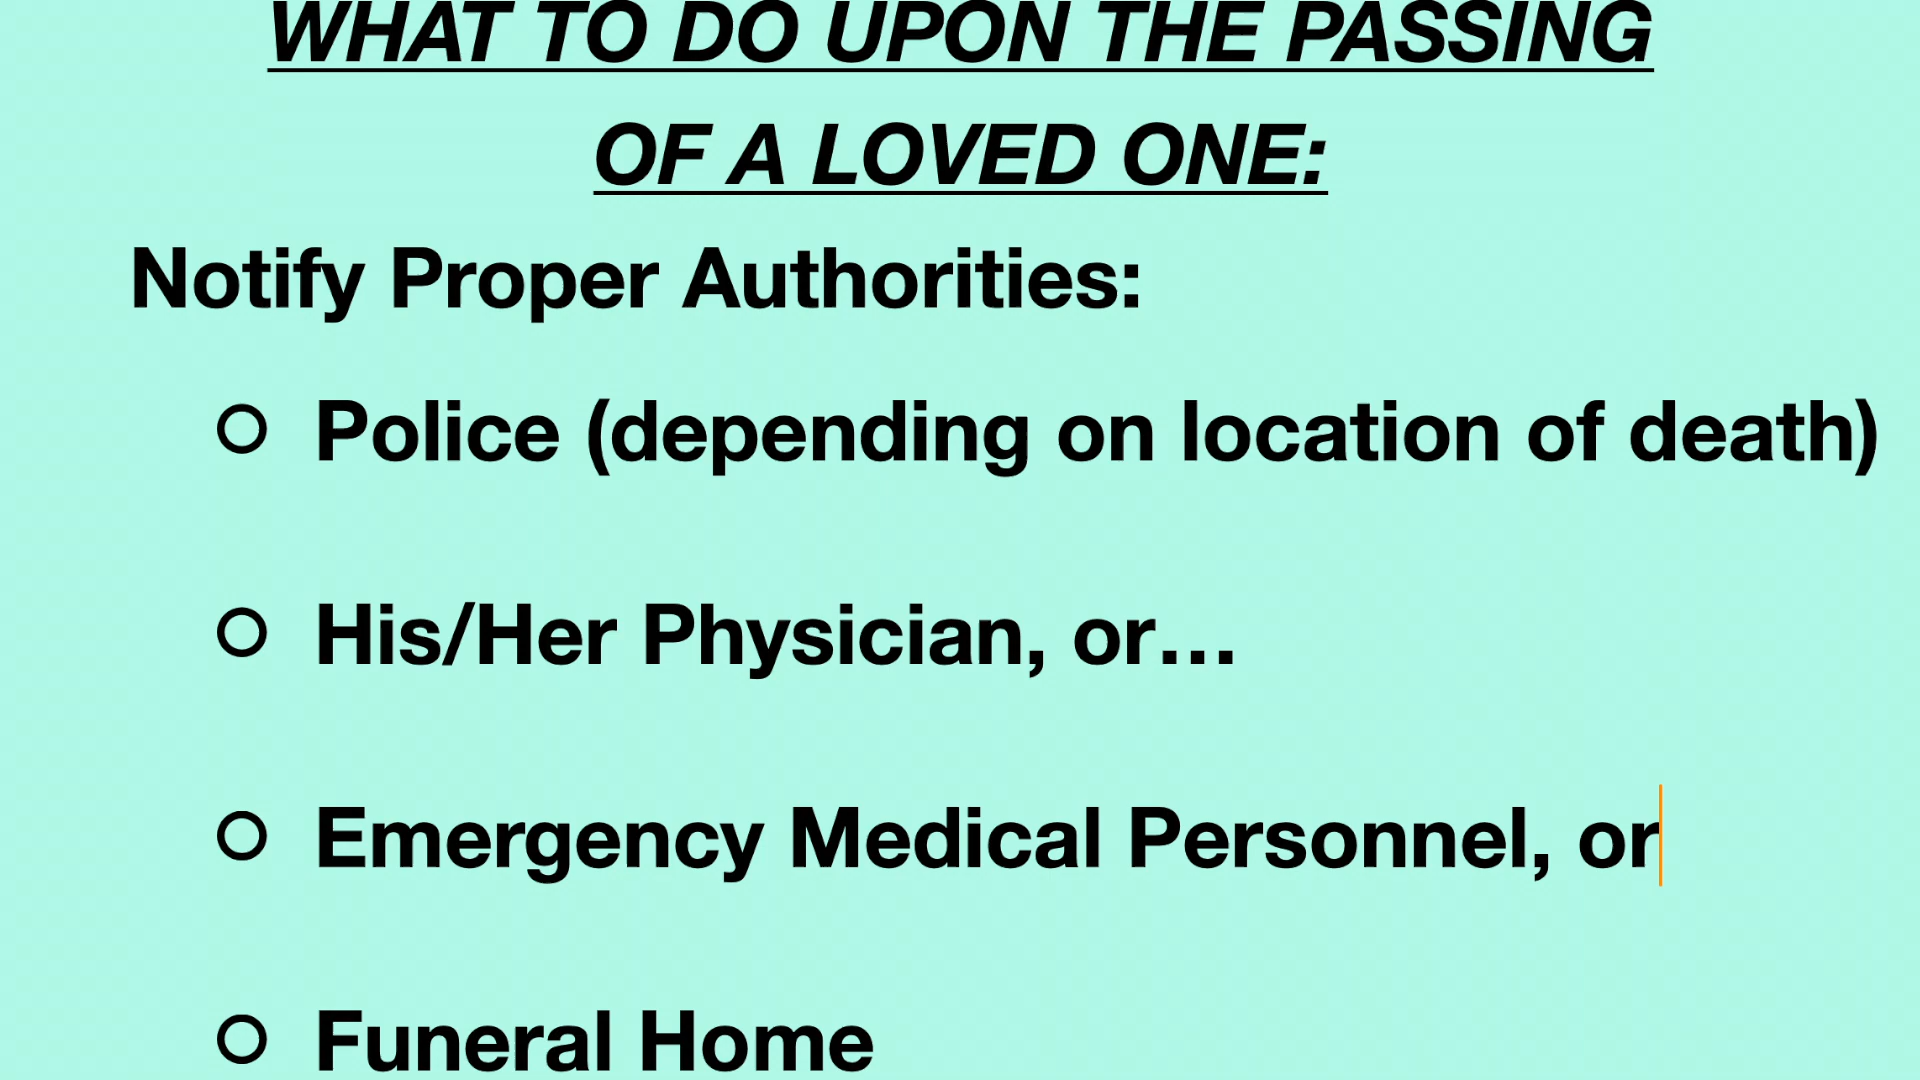 WHAT TO DO UPON THE PASSING
OF A LOVED ONE:
Notify Proper Authorities:
Police (depending on location of death)
His/Her Physician, or…
Emergency Medical Personnel, or
Funeral Home